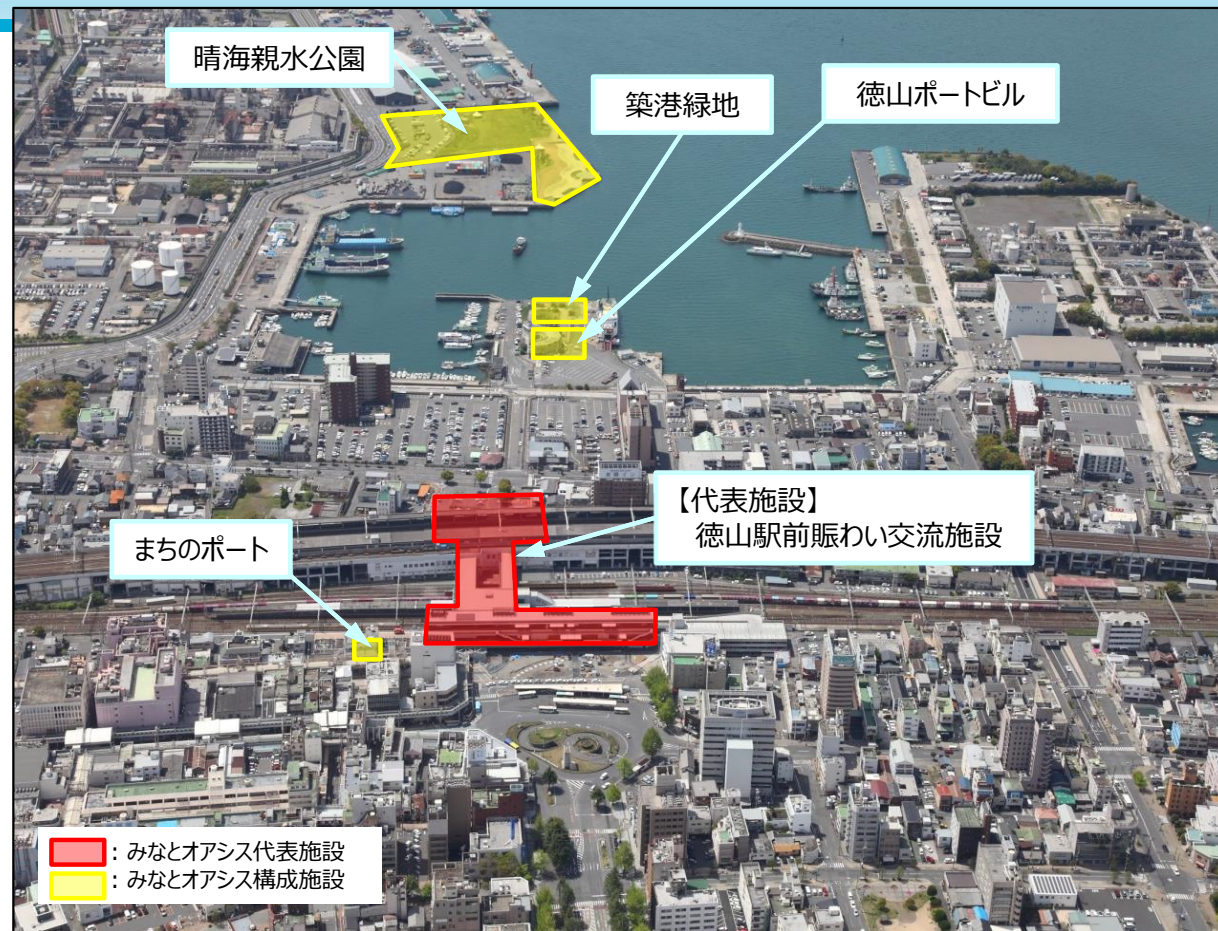 晴海親水公園
築港緑地
徳山ポートビル
【代表施設】
徳山駅前賑わい交流施設
まちのポート
：みなとオアシス代表施設
：みなとオアシス構成施設